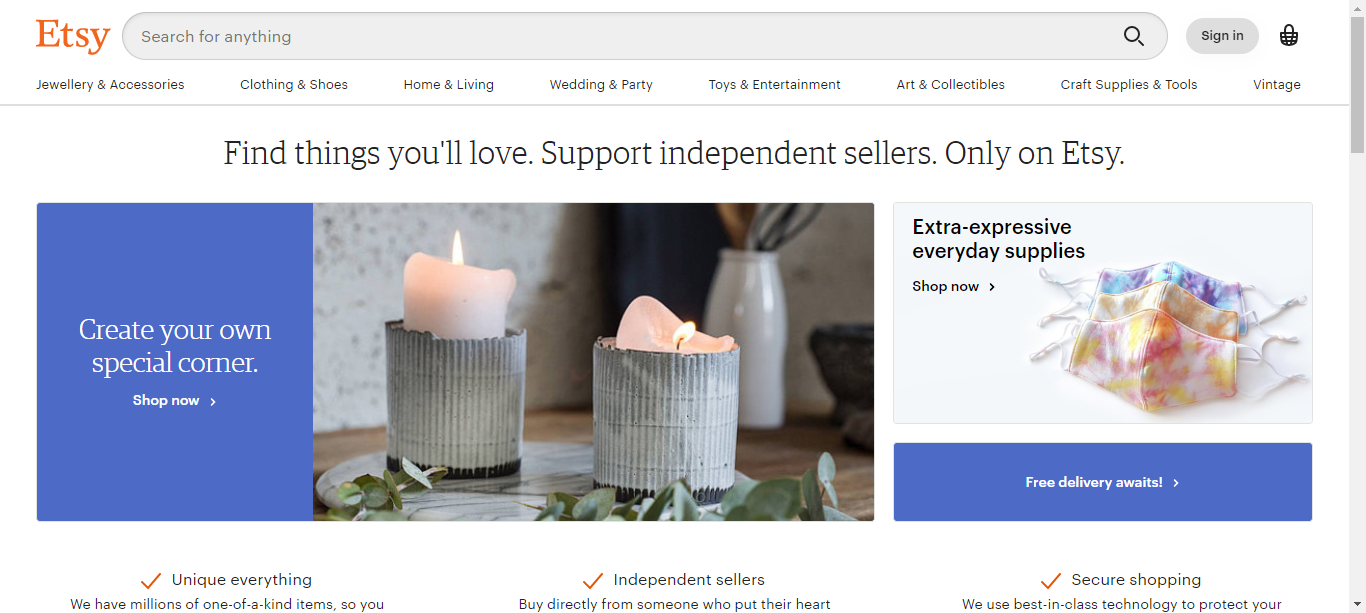 Etsy
Search for anything
Sign in
Jewellery & Accessories
Clothing & Shoes
Home & Living
Wedding & Party
Toys & Entertainment
Art & Collectibles
Craft Supplies & Tools
Vintage
Find things you'll love. Support independent sellers. Only on Etsy.
Create your own
special corner.
Shop now
Extra-expressive
everyday supplies
Shop now
Free delivery awaits!
Unique everything
We have millions of one-of-a-kind items, so you
Independent sellers
Buy directly from someone who put their heart
Secure shopping
We use best-in-class technology to protect your